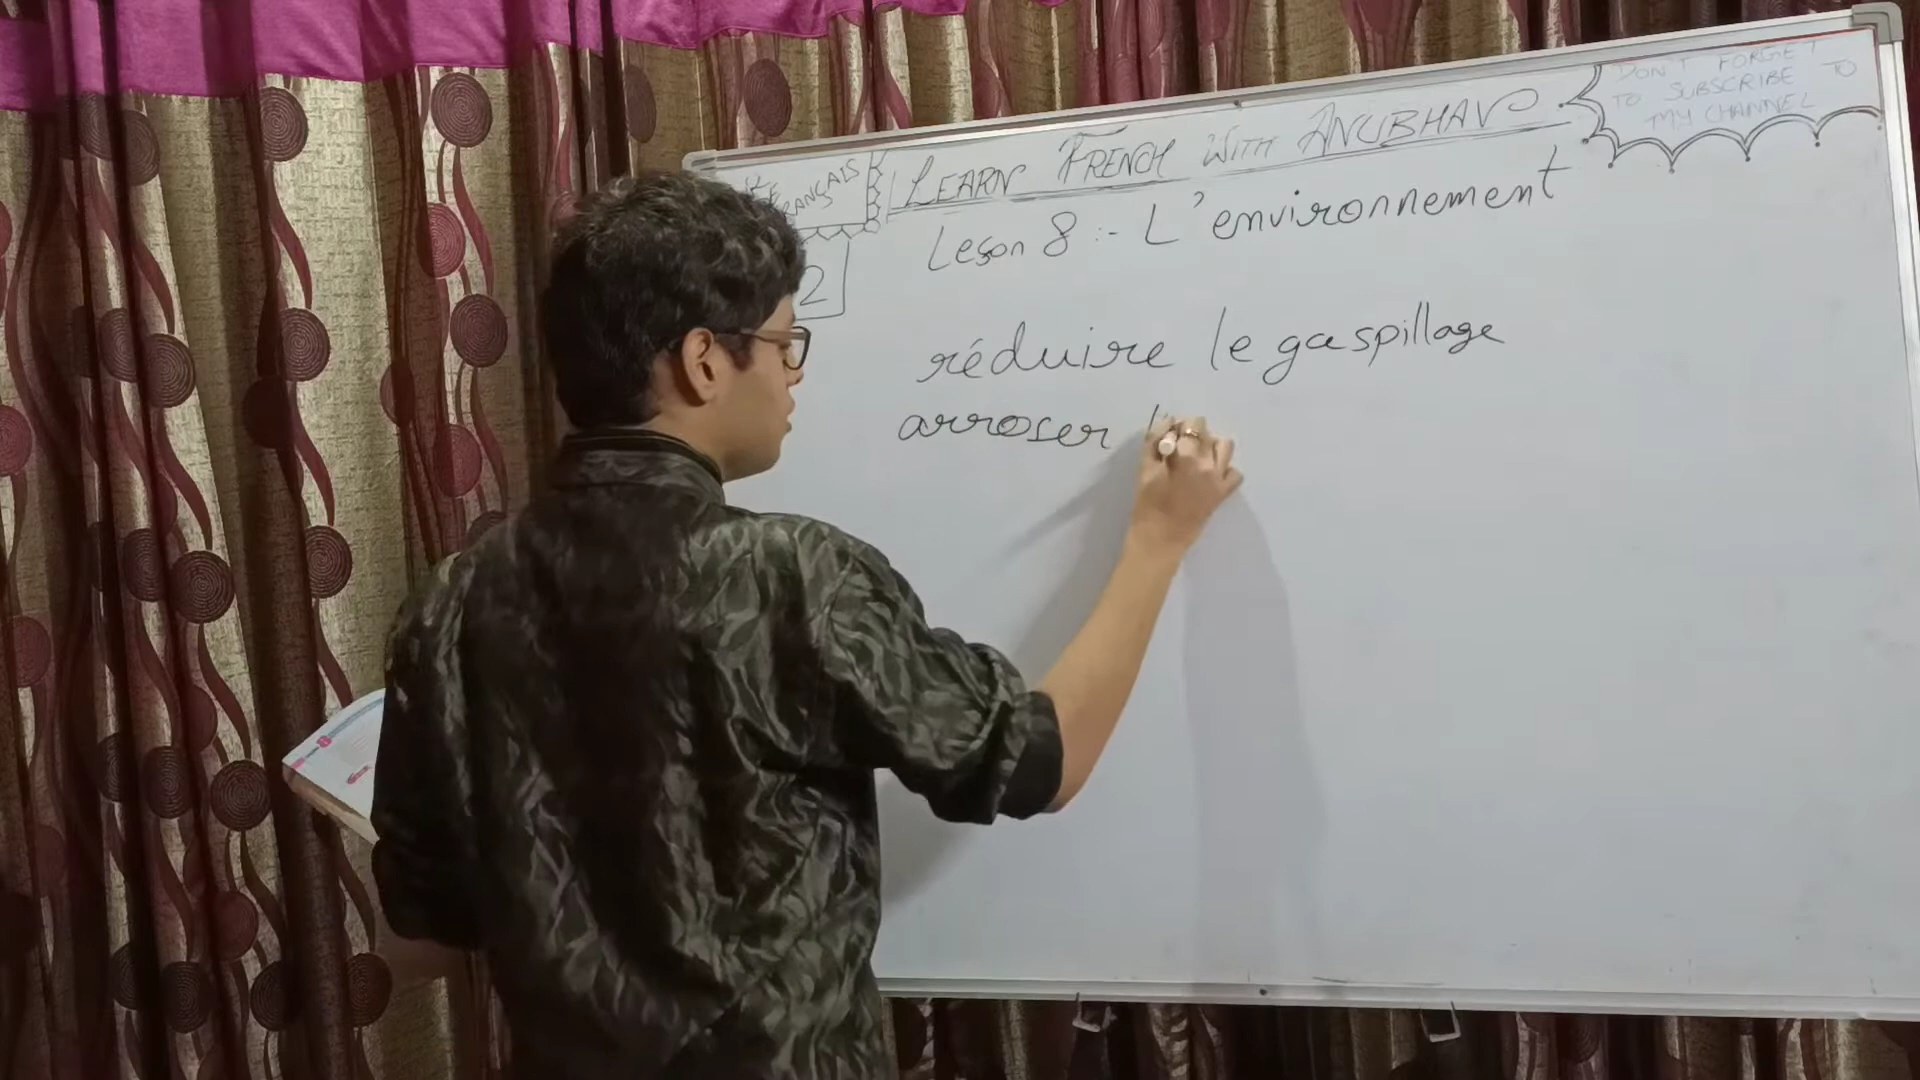 FRANÇAIS
LEARN FRENCH WITH ANUBHAV
DON'T FORGET
TO SUBSCRIBE TO
MY CHANNEL
2
Leçon 8 :- L'environnement
réduire le gaspillage
arroser l